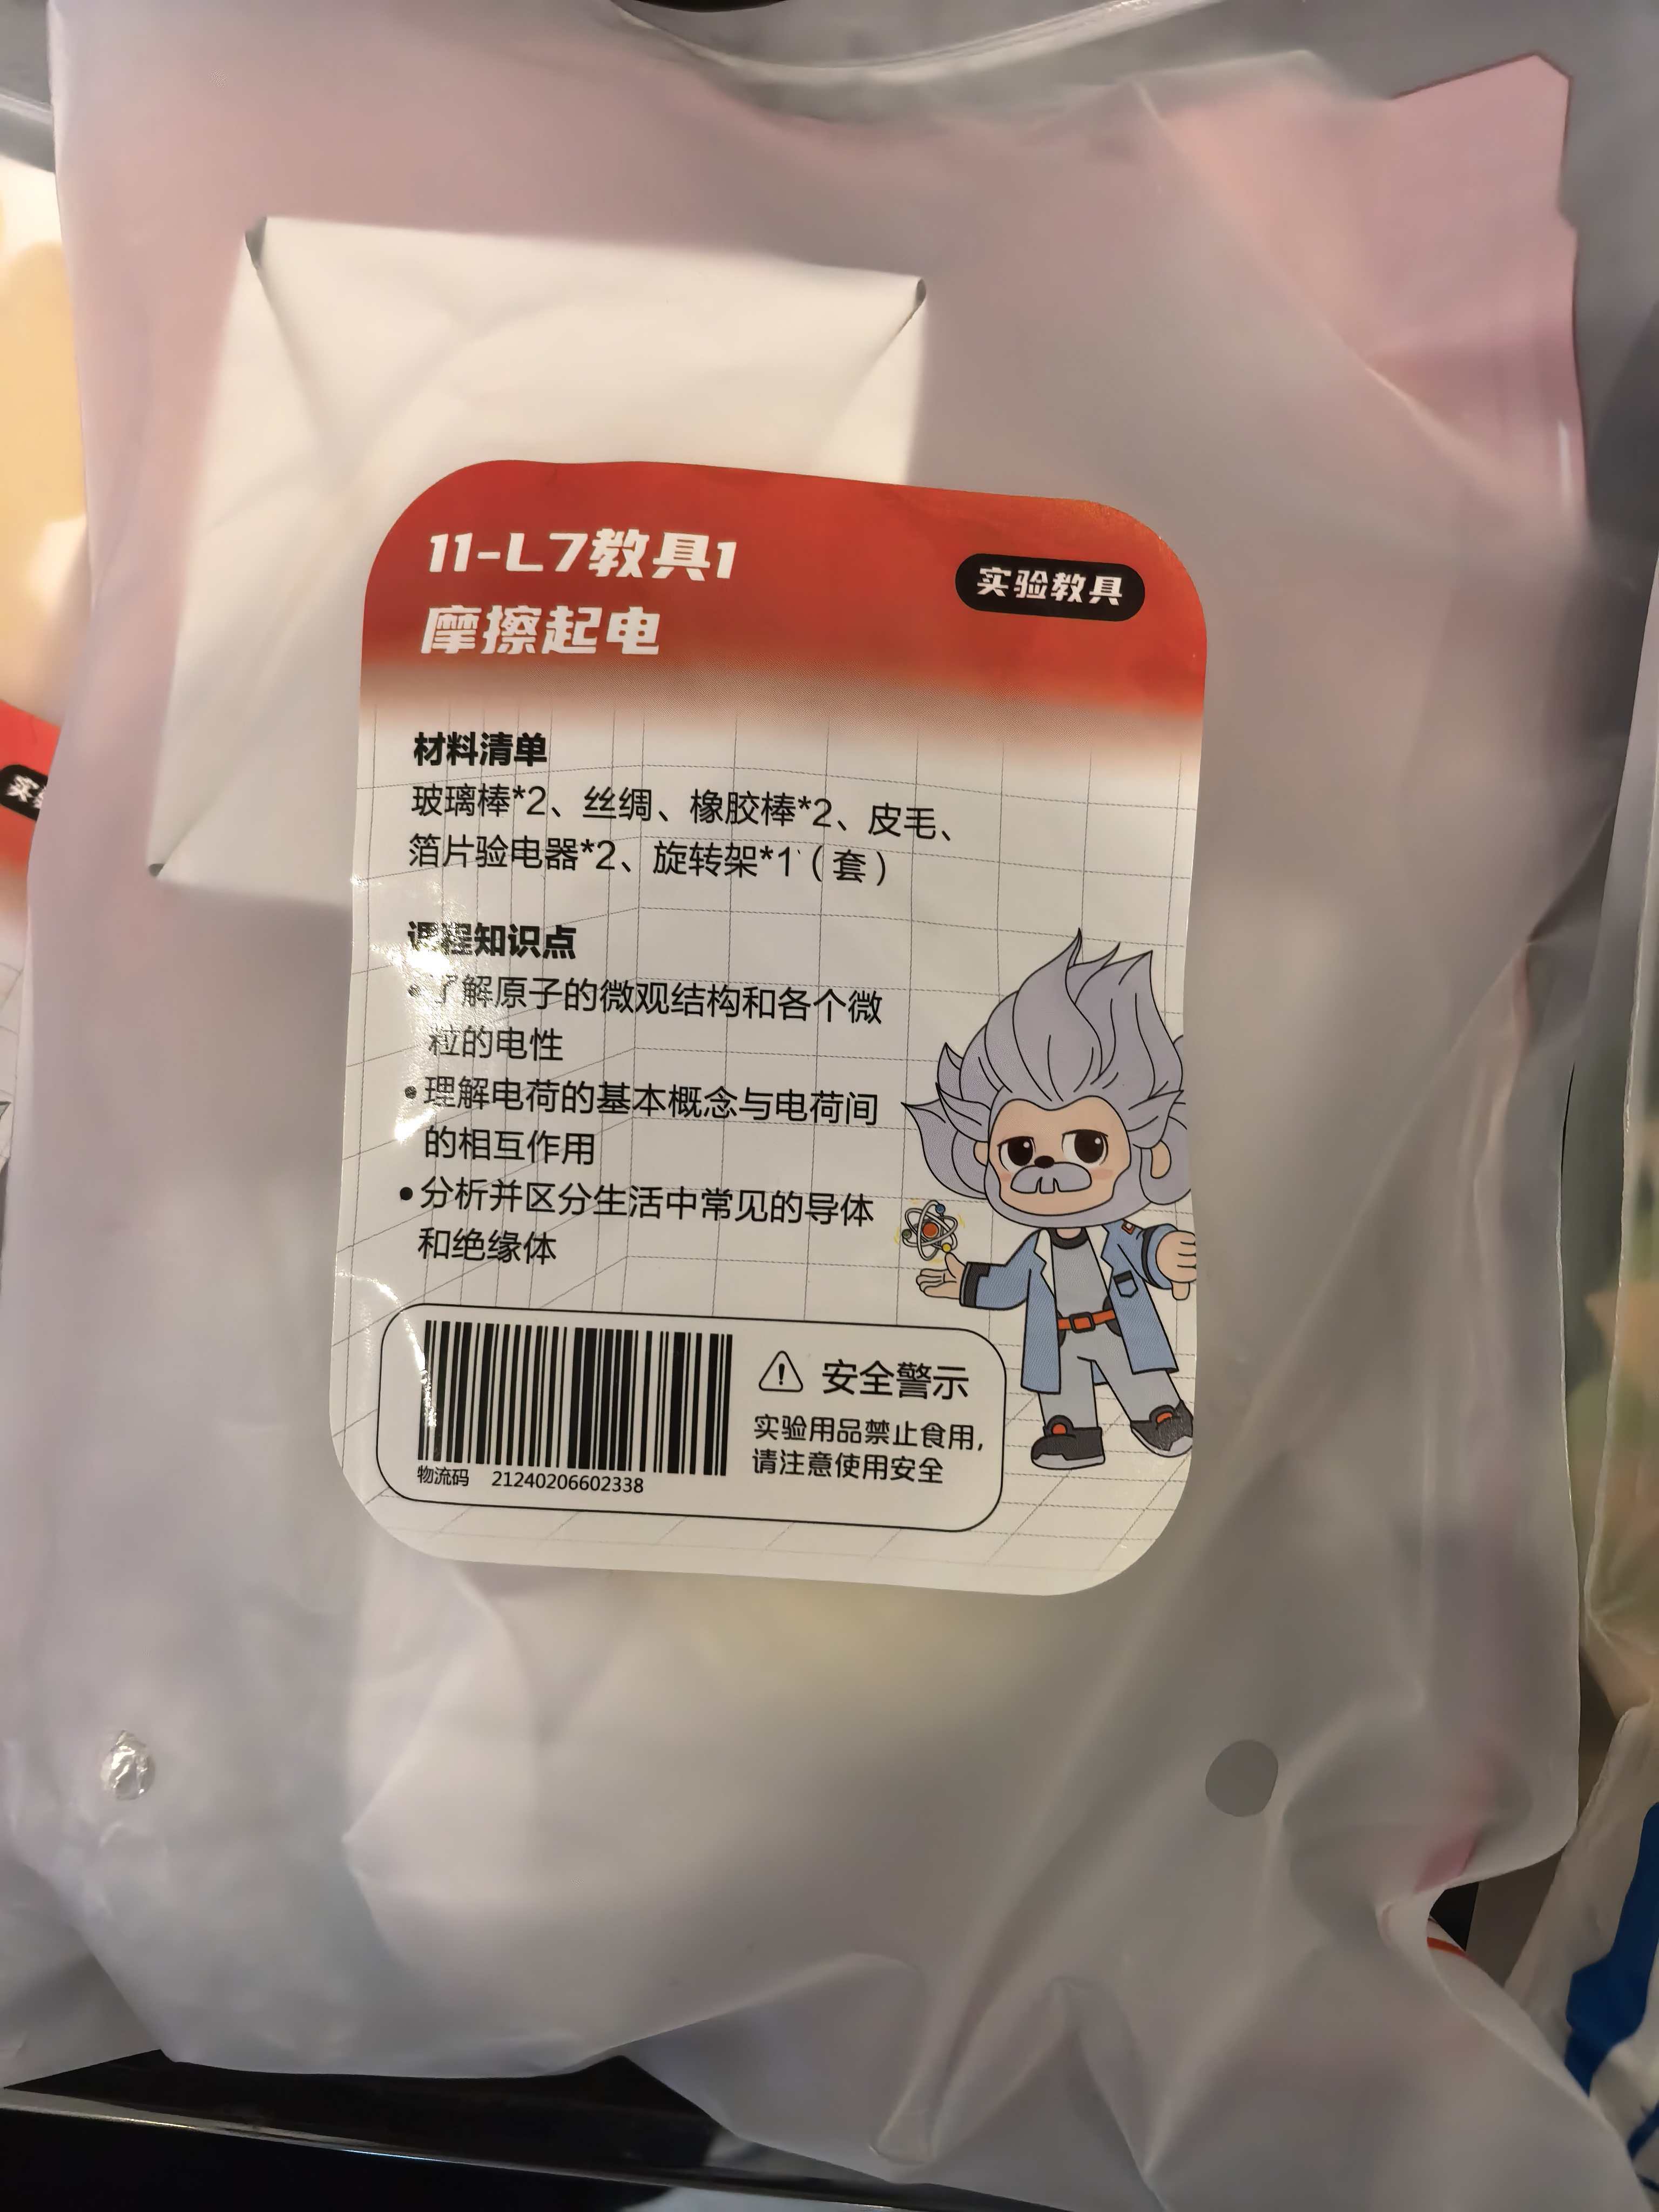 11-L7教具1
实验教具
摩擦起电
材料清单
玻璃棒*2、丝绸、橡胶棒*2、皮毛、
箔片验电器*2、旋转架*1（套）
课程知识点
•了解原子的微观结构和各个微
粒的电性
•理解电荷的基本概念与电荷间
的相互作用
•分析并区分生活中常见的导体
和绝缘体
安全警示
实验用品禁止食用，
请注意使用安全
物流码 21240206602338
实